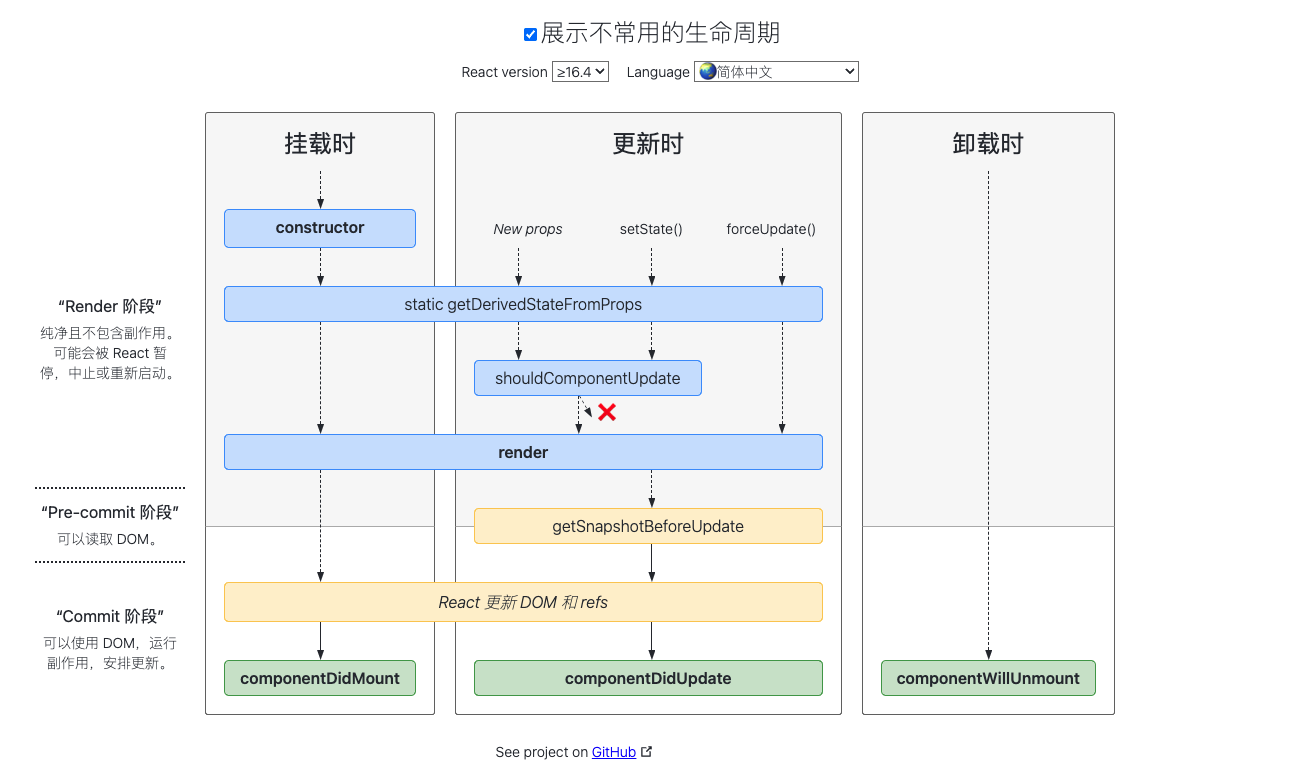 展示不常用的生命周期
React version ≥16.4 Language 简体中文
挂载时
更新时
卸载时
constructor
New props
setState()
forceUpdate()
“Render 阶段”
纯净且不包含副作用。
可能会被 React 暂
停，中止或重新启动。
static getDerivedStateFromProps
shouldComponentUpdate
render
“Pre-commit 阶段”
可以读取 DOM。
getSnapshotBeforeUpdate
“Commit 阶段”
可以使用 DOM，运行
副作用，安排更新。
React 更新 DOM 和 refs
componentDidMount
componentDidUpdate
componentWillUnmount
See project on GitHub